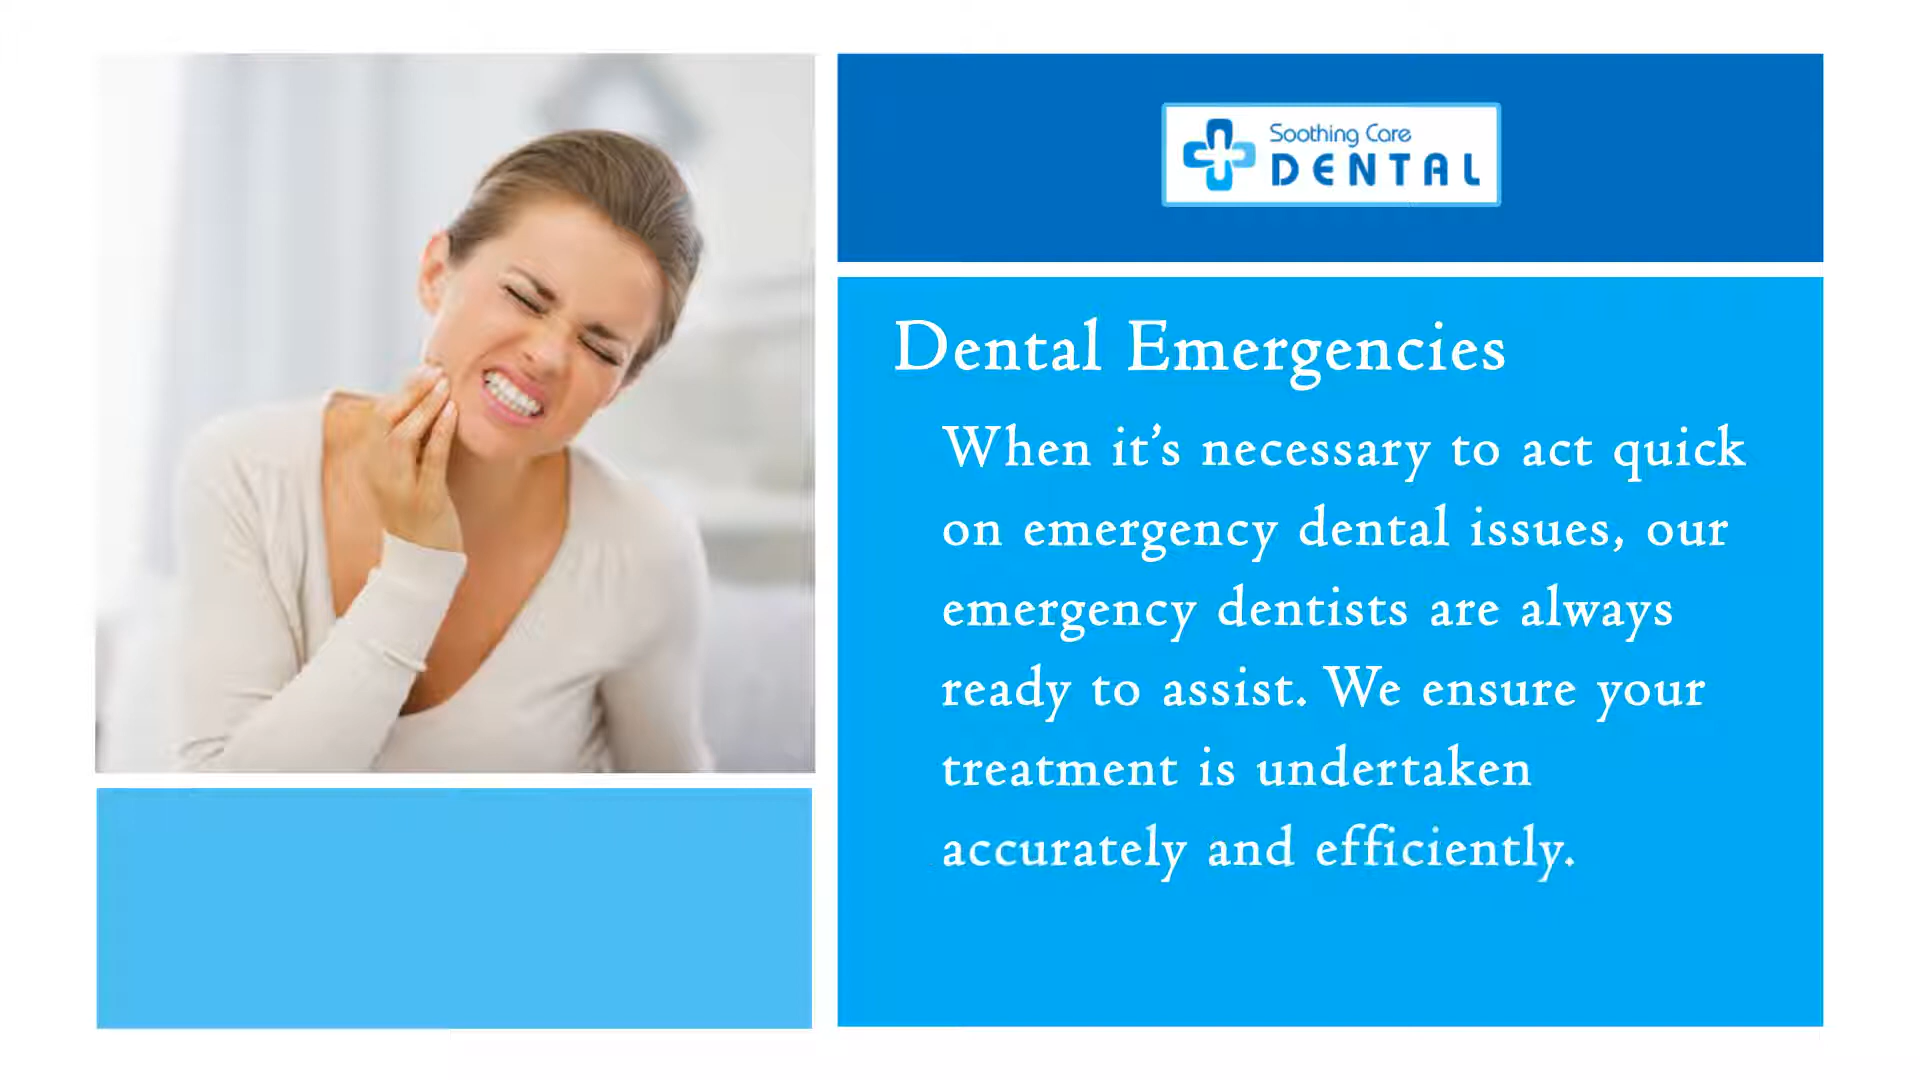 Soothing Care
DENTAL
Dental Emergencies
When it's necessary to act quick
on emergency dental issues, our
emergency dentists are always
ready to assist. We ensure your
treatment is undertaken
accurately and efficiently.